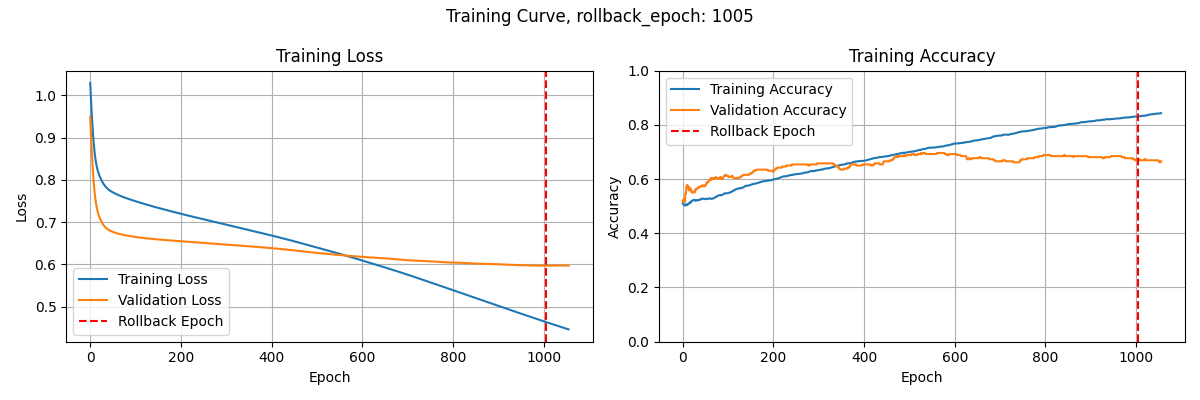 Training Curve, rollback_epoch: 1005
Training Loss
1.0
0.9
0.8
0.7
0.6
0.5
Loss
Training Loss
Validation Loss
Rollback Epoch
0 200 400 600 800 1000
Epoch
Training Accuracy
1.0
0.8
0.6
0.4
0.2
0.0
Accuracy
Training Accuracy
Validation Accuracy
Rollback Epoch
0 200 400 600 800 1000
Epoch